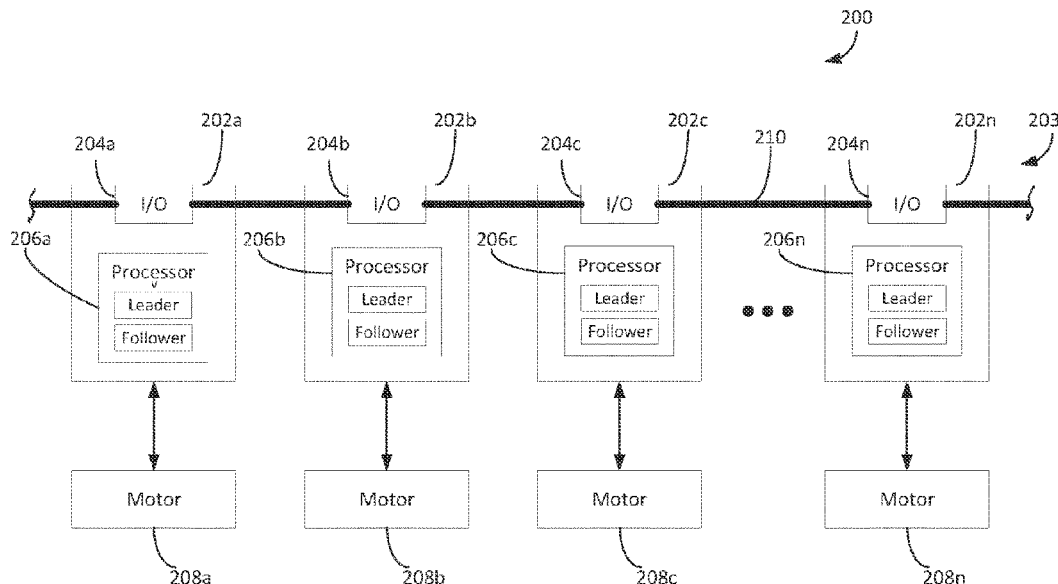 200
202a
202b
202c
202n
203
204a
204b
204c
210
204n
I/O
I/O
I/O
I/O
206a
206b
206c
206n
Processor
Processor
Processor
Processor
Leader
Leader
Leader
Leader
Follower
Follower
Follower
Follower
Motor
Motor
Motor
Motor
208a
208b
208c
208n